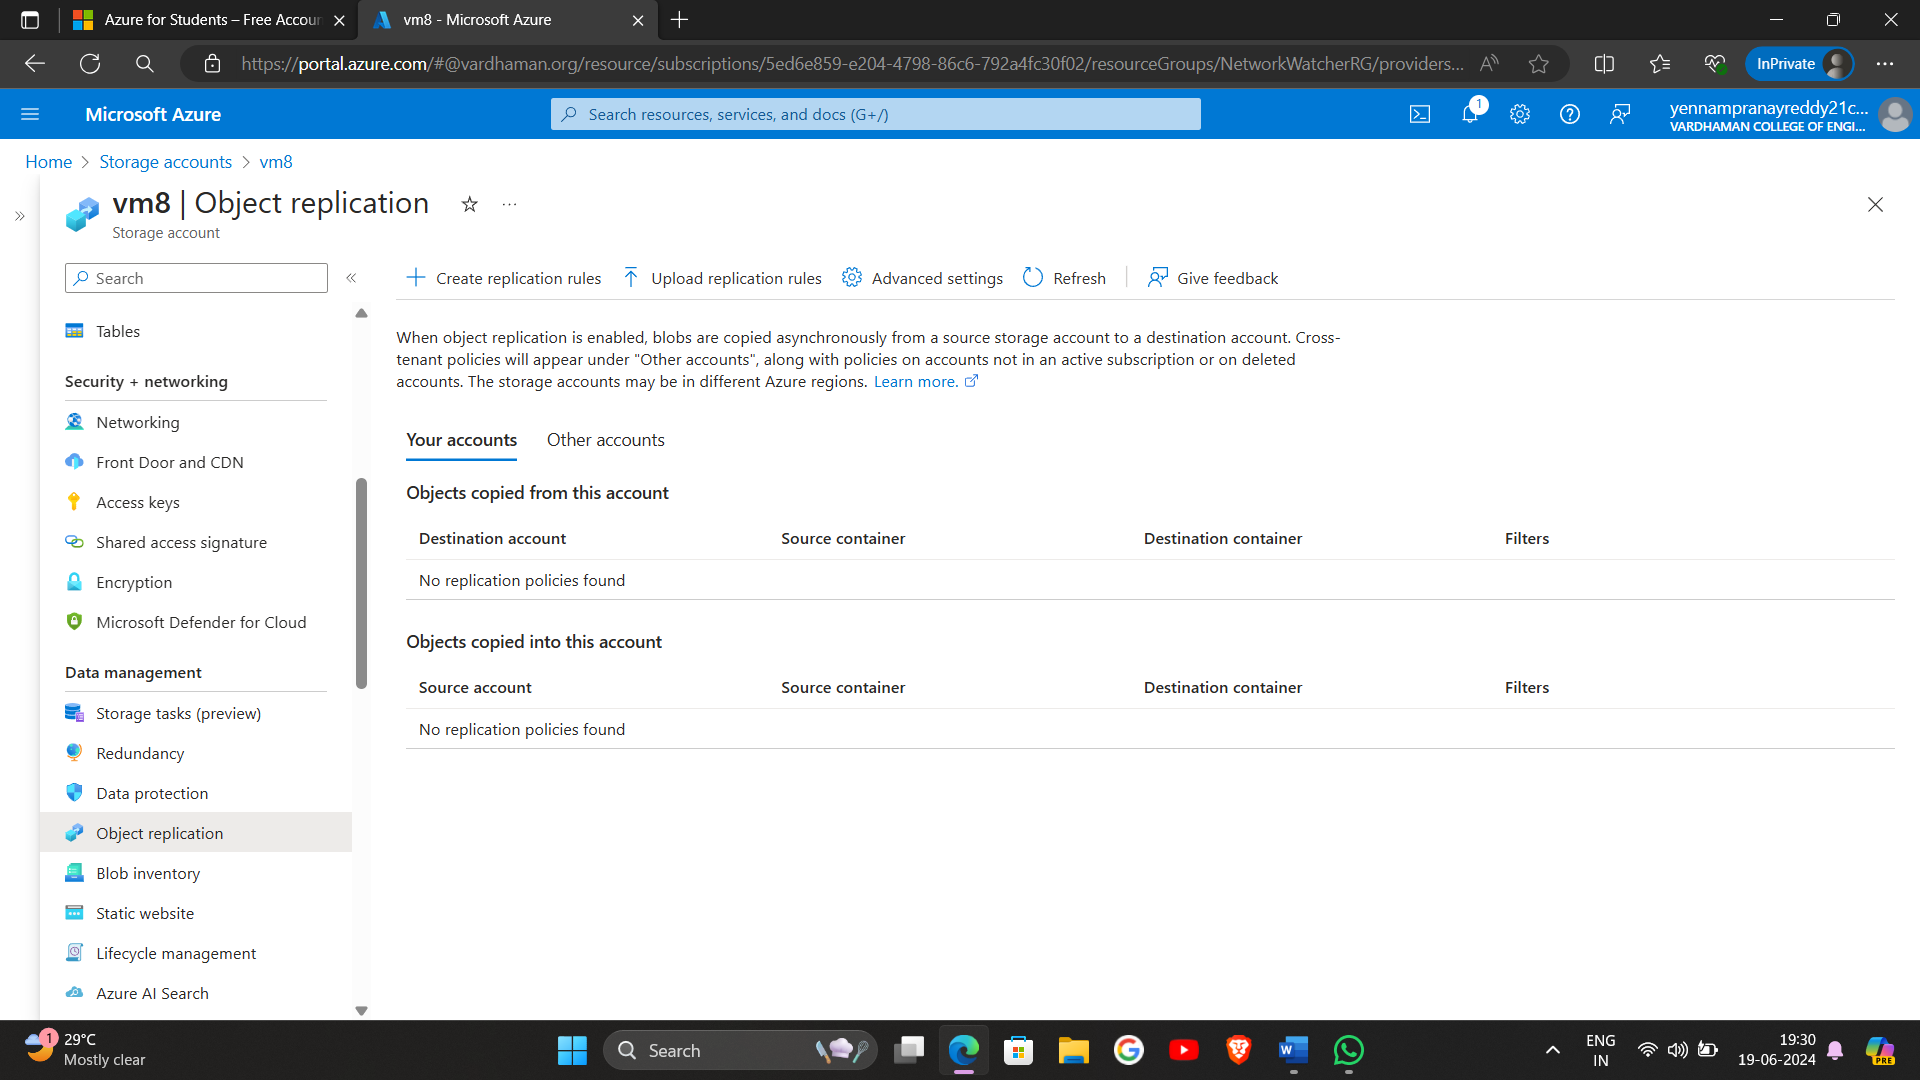 Azure for Students – Free Accoun
vm8 - Microsoft Azure
https://portal.azure.com/#@vardhaman.org/resource/subscriptions/5ed6e859-e204-4798-86c6-792a4fc30f02/resourceGroups/NetworkWatcherRG/providers...
InPrivate
Microsoft Azure
Search resources, services, and docs (G+/)
1
yennampranayreddy21c...
VARDHAMAN COLLEGE OF ENGI...
Home > Storage accounts > vm8
vm8 | Object replication
Storage account
Search
Create replication rules
Upload replication rules
Advanced settings
Refresh
Give feedback
Tables
Security + networking
Networking
Front Door and CDN
Access keys
Shared access signature
Encryption
Microsoft Defender for Cloud
Data management
Storage tasks (preview)
Redundancy
Data protection
Object replication
Blob inventory
Static website
Lifecycle management
Azure AI Search
When object replication is enabled, blobs are copied asynchronously from a source storage account to a destination account. Cross-
tenant policies will appear under "Other accounts", along with policies on accounts not in an active subscription or on deleted
accounts. The storage accounts may be in different Azure regions. Learn more.
Your accounts
Other accounts
Objects copied from this account
Destination account Source container Destination container Filters
No replication policies found
Objects copied into this account
Source account Source container Destination container Filters
No replication policies found
1
29°C
Mostly clear
Search
ENG
IN
19:30
19-06-2024
PRE